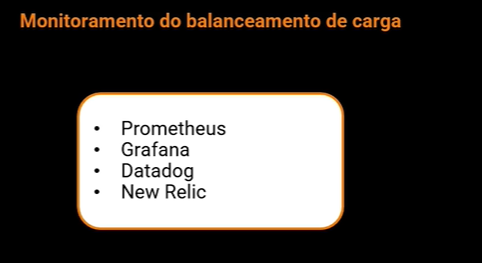 Monitoramento do balanceamento de carga
• Prometheus
• Grafana
• Datadog
• New Relic